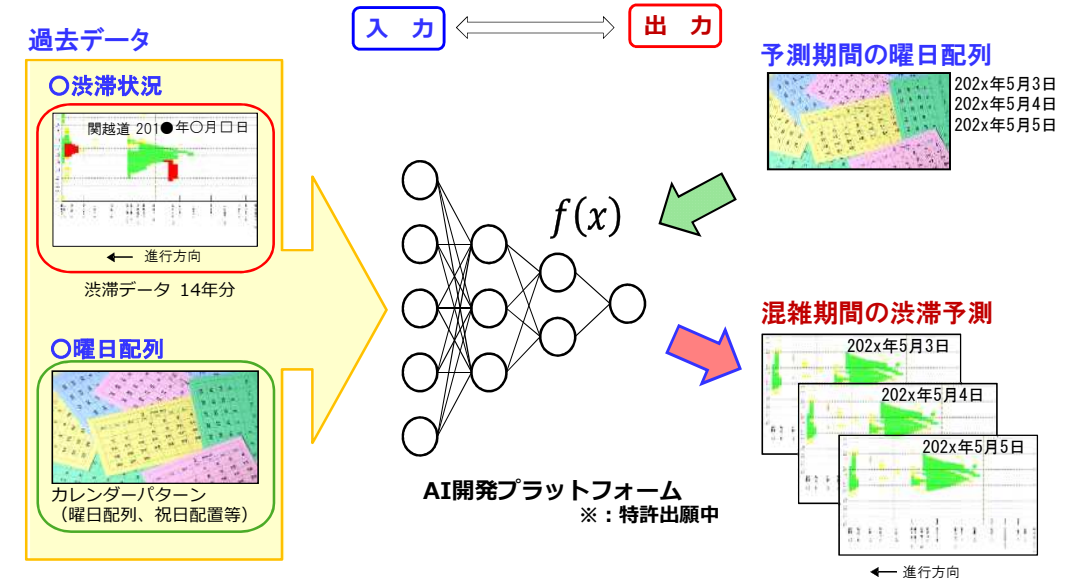 入 力
出 力
過去データ
〇渋滞状況
関越道 201●年〇月□日
← 進行方向
渋滞データ 14年分
〇曜日配列
カレンダーパターン
（曜日配列、祝日配置等）
f(x)
AI開発プラットフォーム
※：特許出願中
予測期間の曜日配列
202x年5月3日
202x年5月4日
202x年5月5日
混雑期間の渋滞予測
202x年5月3日
202x年5月4日
202x年5月5日
← 進行方向